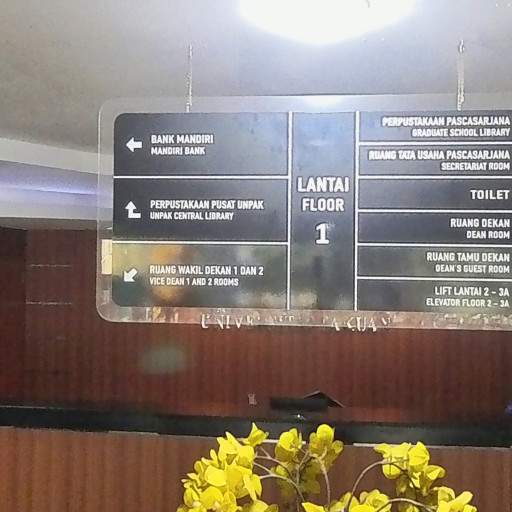 BANK MANDIRI
MANDIRI BANK
PERPUSTAKAAN PUSAT UNPAK
UNPAK CENTRAL LIBRARY
RUANG WAKIL DEKAN 1 DAN 2
VICE DEAN 1 AND 2 ROOMS
LANTAI
FLOOR
1
PERPUSTAKAAN PASCASARJANA
GRADUATE SCHOOL LIBRARY
RUANG TATA USAHA PASCASARJANA
SECRETARIAT ROOM
TOILET
RUANG DEKAN
DEAN ROOM
RUANG TAMU DEKAN
DEAN'S GUEST ROOM
LIFT LANTAI 2 - 3A
ELEVATOR FLOOR 2 - 3A